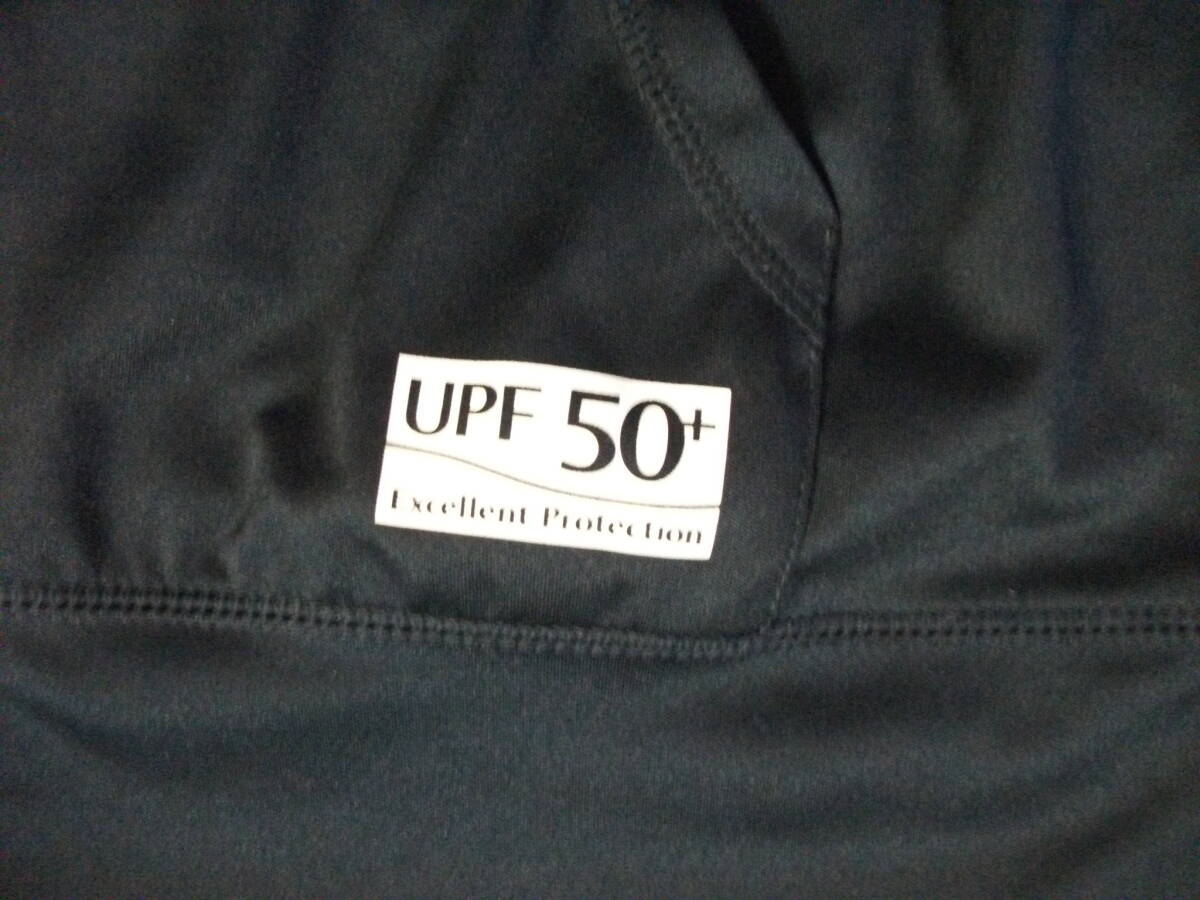 UPF 50+
Excellent Protection